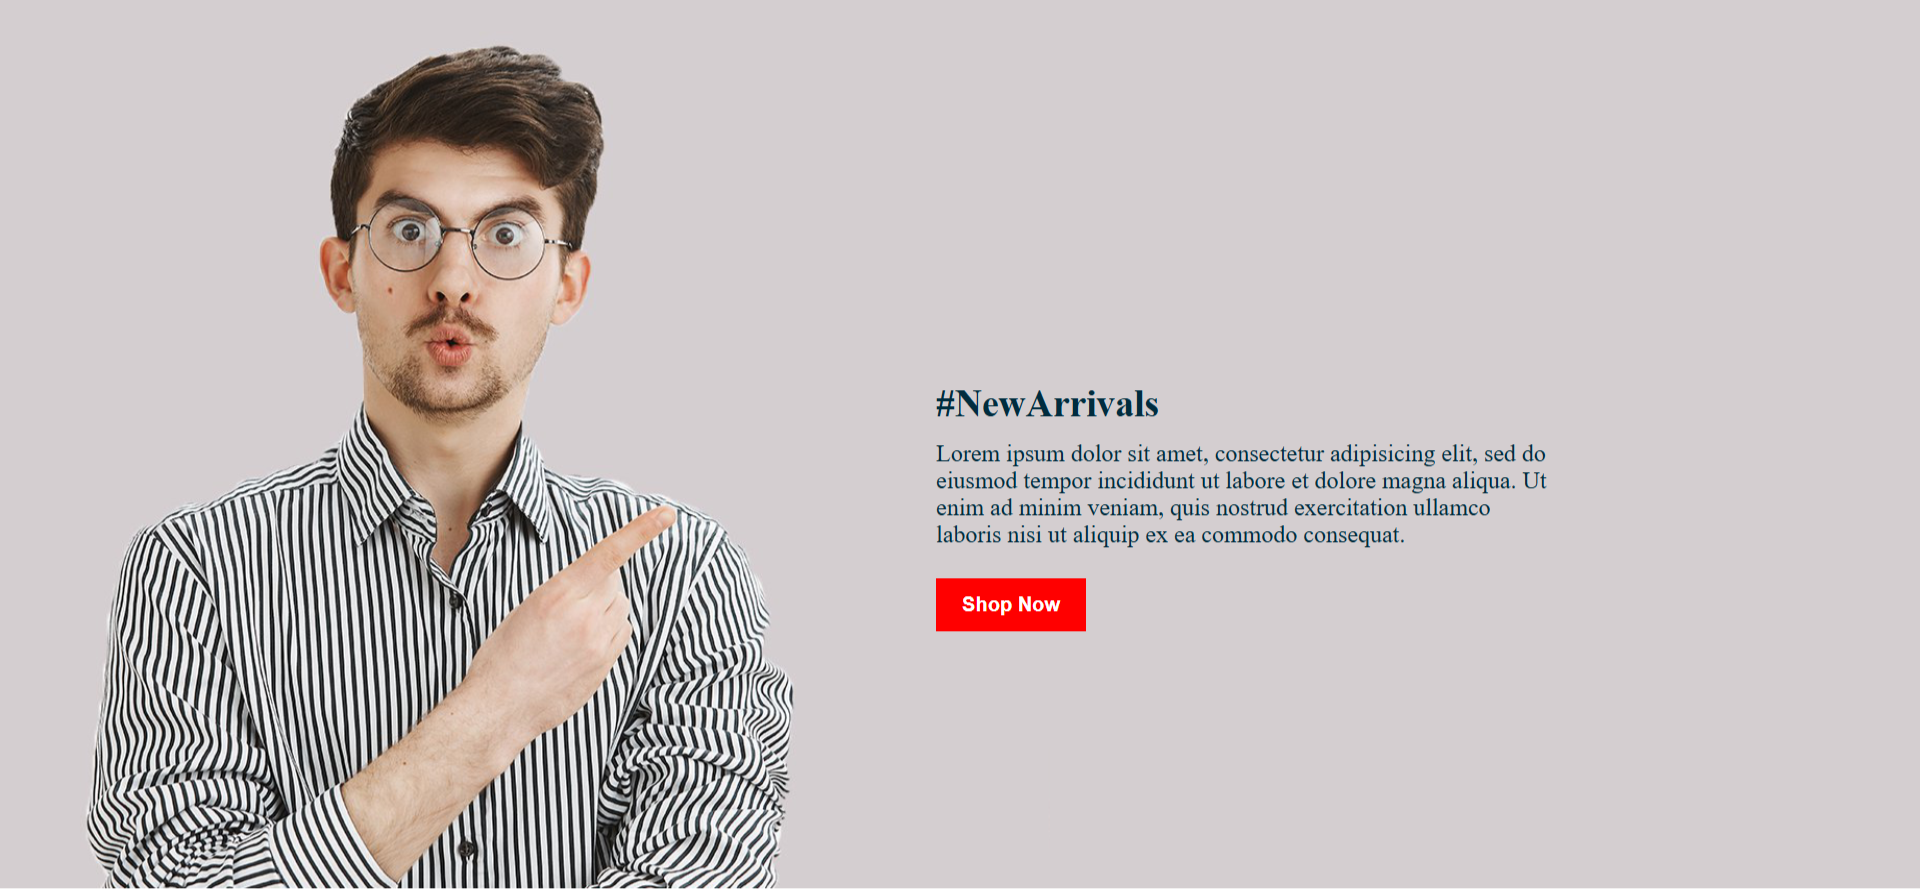 #NewArrivals
Lorem ipsum dolor sit amet, consectetur adipisicing elit, sed do
eiusmod tempor incididunt ut labore et dolore magna aliqua. Ut
enim ad minim veniam, quis nostrud exercitation ullamco
laboris nisi ut aliquip ex ea commodo consequat.
Shop Now